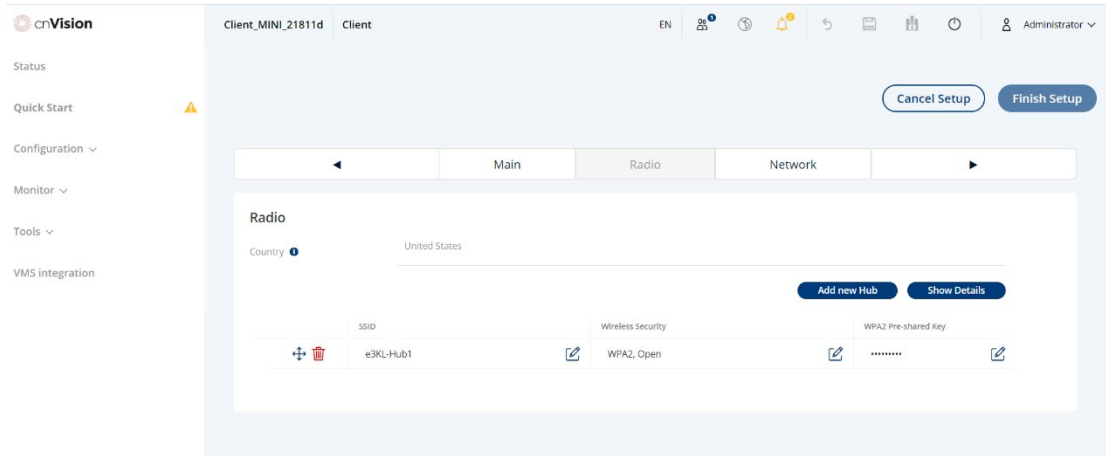 cnVision
Client_MINI_21811d Client EN 1 2 Administrator
Status
Quick Start
Cancel Setup Finish Setup
Configuration
Main Radio Network
Monitor
Radio
Tools
Country United States
VMS integration
Add new Hub Show Details
SSID Wireless Security WPA2 Pre-shared Key
e3KL-Hub1 WPA2, Open •••••••••